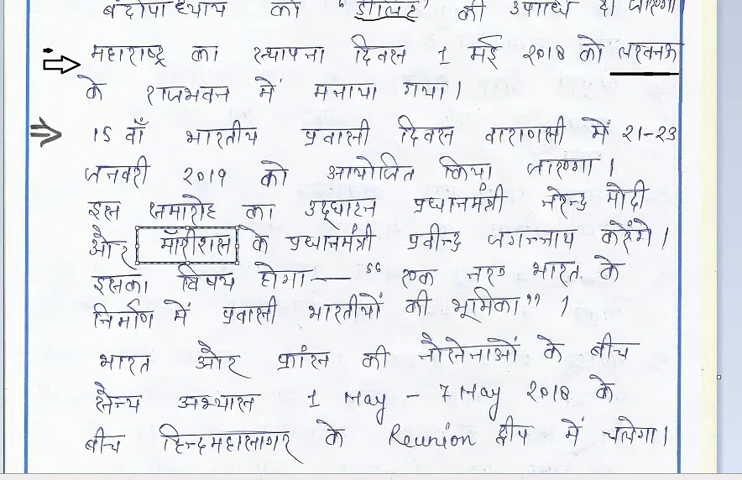 बंदोपाध्याय को "डॉलिट" की उपाधि दी जाएगी
महाराष्ट्र का स्थापना दिवस 1 मई 2018 को लखनऊ
के राजभवन में मनाया गया।
15 वाँ भारतीय प्रवासी दिवस वाराणसी में 21-23
जनवरी 2019 को आयोजित किया जाएगा।
इस समारोह का उद्घाटन प्रधानमंत्री नरेन्द्र मोदी
और मॉरीशस के प्रधानमंत्री प्रवीन्द्र जगन्नाथ करेंगे।
इसका विषय होगा — "एक नए भारत के
निर्माण में प्रवासी भारतीयों की भूमिका"।
भारत और फ्रांस की नौसेनाओं के बीच
सैन्य अभ्यास 1 May - 7 May 2018 के
बीच हिन्दमहासागर के Reunion द्वीप में चलेगा।